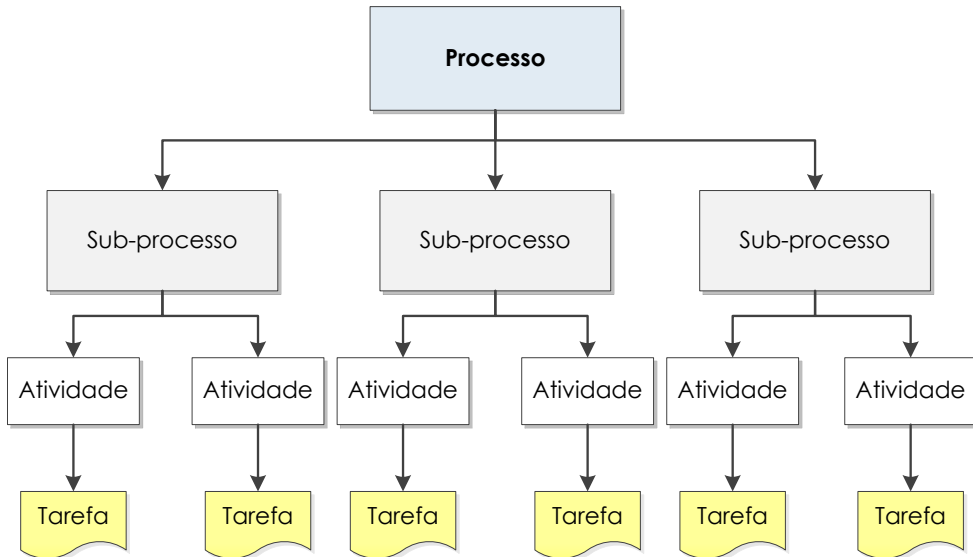 Processo
Sub-processo
Sub-processo
Sub-processo
Atividade
Atividade
Atividade
Atividade
Atividade
Atividade
Tarefa
Tarefa
Tarefa
Tarefa
Tarefa
Tarefa